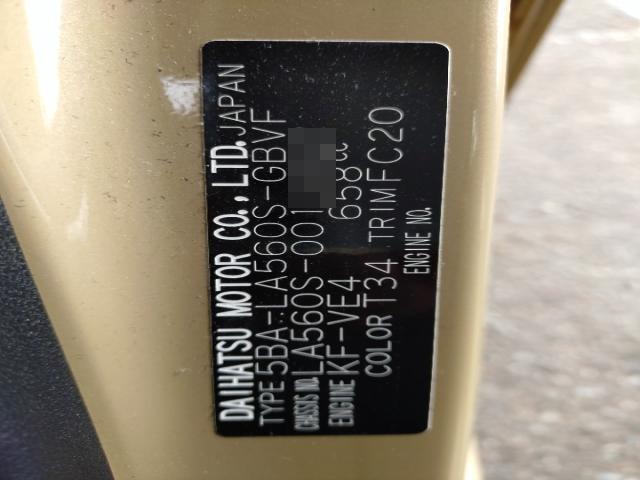 DAIHATSU MOTOR CO., LTD. JAPAN
TYPE 5BA-LA560S-GBVF
CHASSIS NO. LA560S-001
ENGINE KF-VE4 658cc
COLOR T34 TRIM FC20
ENGINE NO.